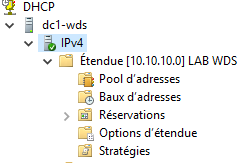 DHCP
dc1-wds
IPv4
Étendue [10.10.10.0] LAB WDS
Pool d'adresses
Baux d'adresses
Réservations
Options d'étendue
Stratégies